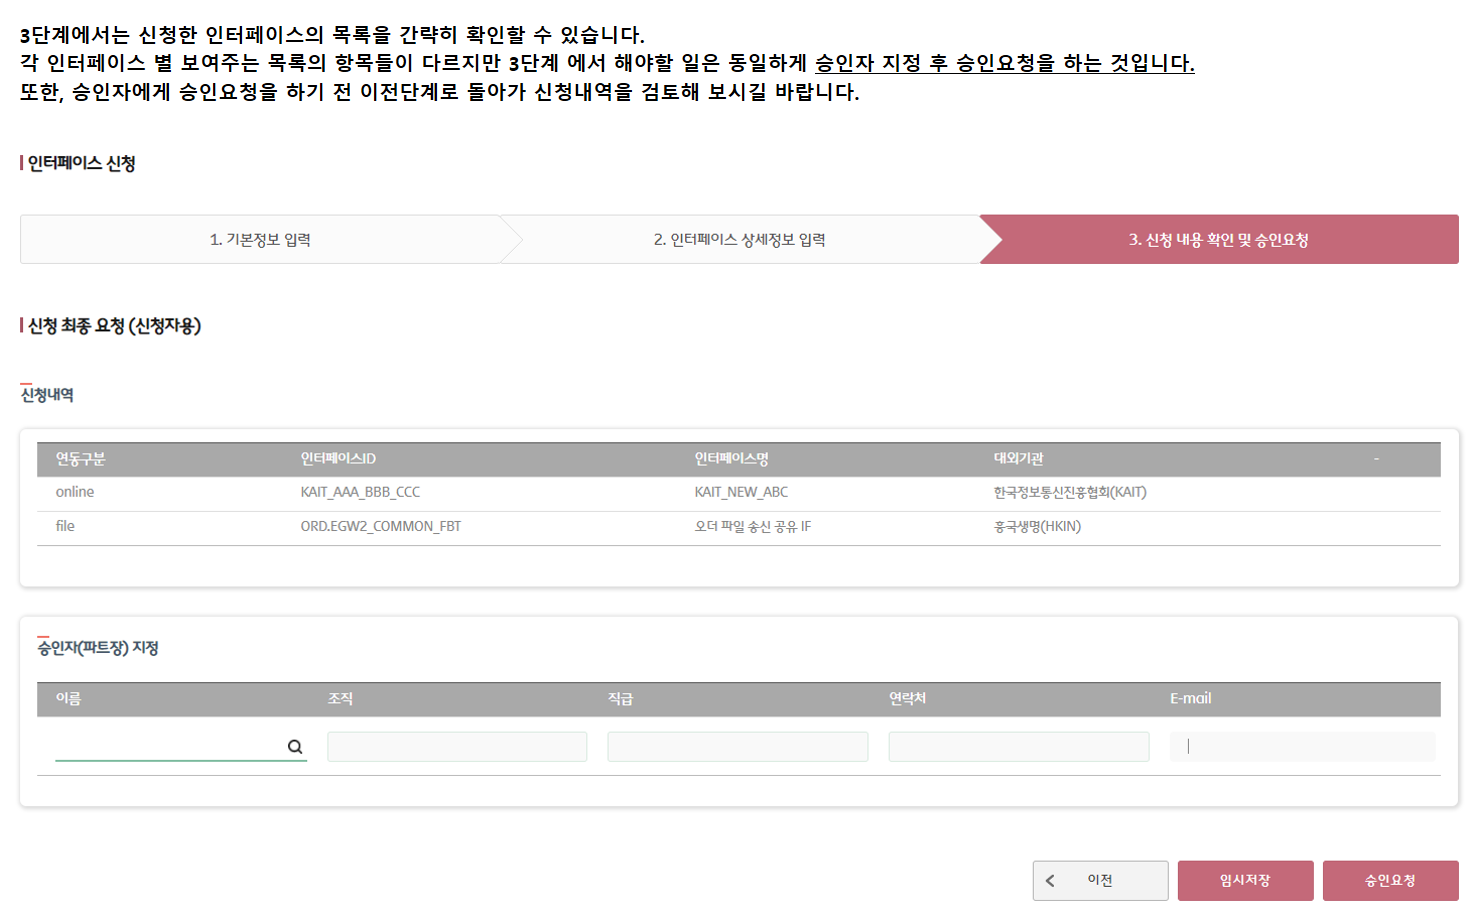 3단계에서는 신청한 인터페이스의 목록을 간략히 확인할 수 있습니다.
각 인터페이스 별 보여주는 목록의 항목들이 다르지만 3단계 에서 해야할 일은 동일하게 승인자 지정 후 승인요청을 하는 것입니다.
또한, 승인자에게 승인요청을 하기 전 이전단계로 돌아가 신청내역을 검토해 보시길 바랍니다.
인터페이스 신청
1. 기본정보 입력 2. 인터페이스 상세정보 입력 3. 신청 내용 확인 및 승인요청
신청 최종 요청 (신청자용)
신청내역
연동구분 인터페이스ID 인터페이스명 대외기관 -
online KAIT_AAA_BBB_CCC KAIT_NEW_ABC 한국정보통신진흥협회(KAIT)
file ORD.EGW2_COMMON_FBT 오더 파일 송신 공유 IF 흥국생명(HKIN)
승인자(파트장) 지정
이름 조직 직급 연락처 E-mail
이전 임시저장 승인요청